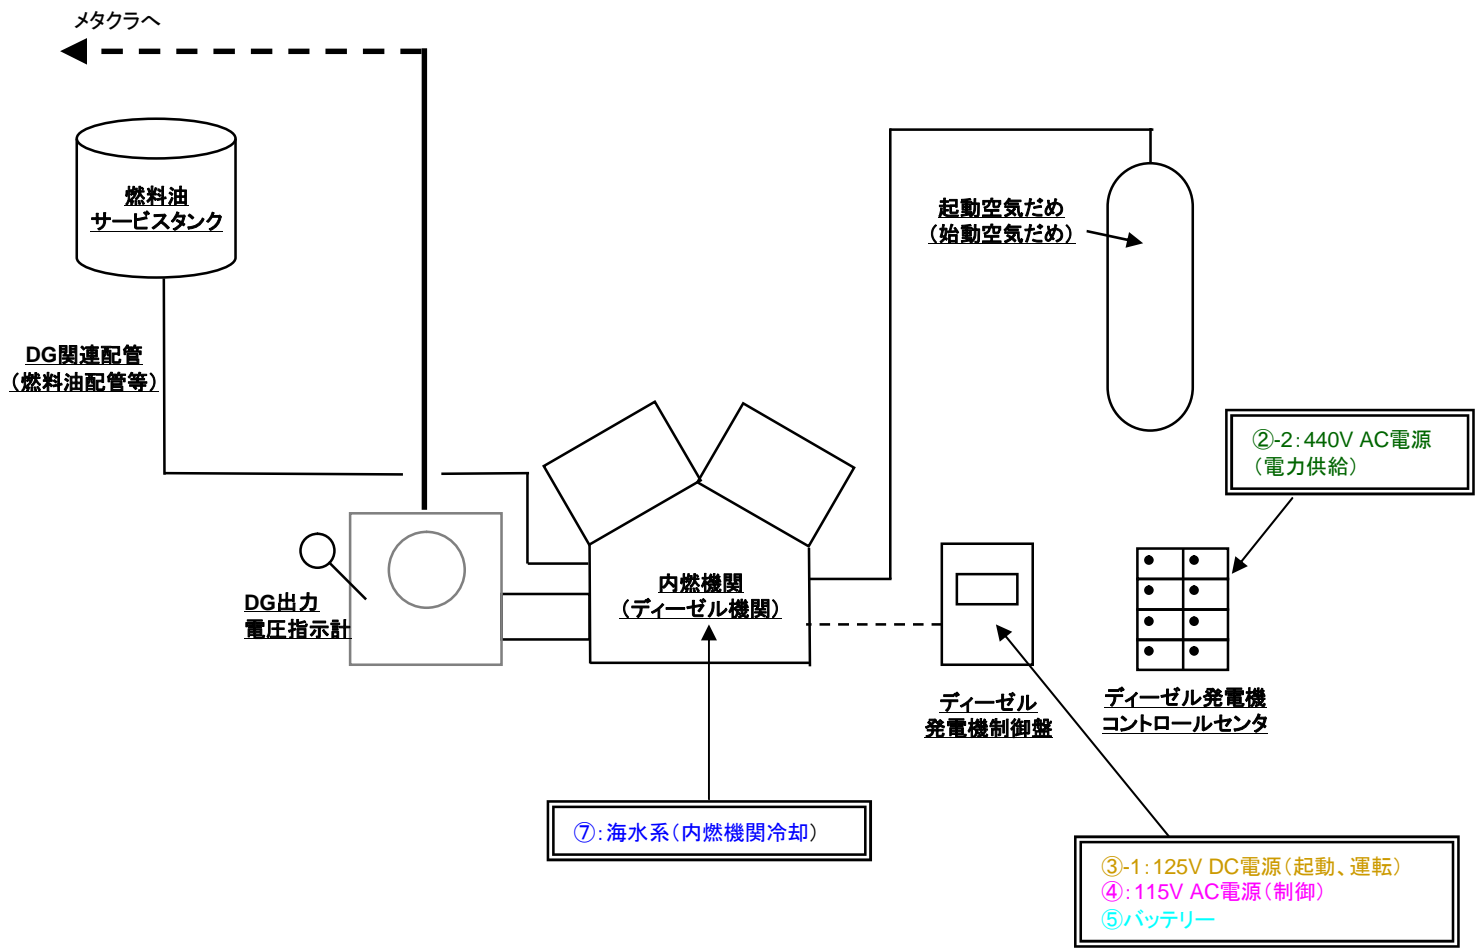 メタクラへ
燃料油
サービスタンク
起動空気だめ
（始動空気だめ）
DG関連配管
（燃料油配管等）
②-2：440V AC電源
（電力供給）
内燃機関
（ディーゼル機関）
DG出力
電圧指示計
ディーゼル
発電機制御盤
ディーゼル発電機
コントロールセンタ
⑦：海水系（内燃機関冷却）
③-1：125V DC電源（起動、運転）
④：115V AC電源（制御）
⑤バッテリー